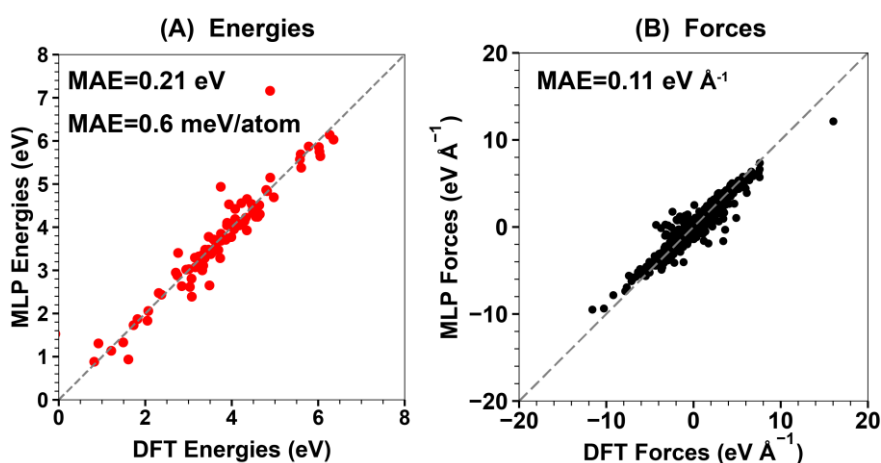 (A) Energies
MAE=0.21 eV
MAE=0.6 meV/atom
MLP Energies (eV)
8
7
6
5
4
3
2
1
0
0 2 4 6 8
DFT Energies (eV)
(B) Forces
MAE=0.11 eV Å⁻¹
MLP Forces (eV Å⁻¹)
20
10
0
−10
−20
−20 −10 0 10 20
DFT Forces (eV Å⁻¹)